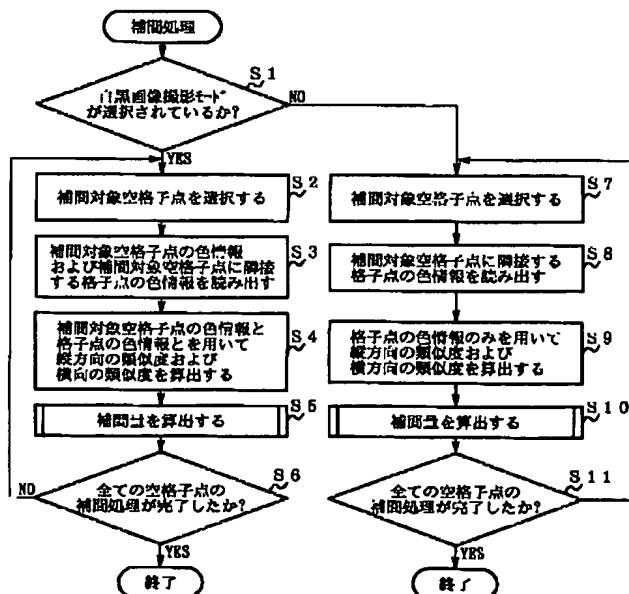 補間処理
S1
白黒画像撮影モード
が選択されているか?
NO
YES
補間対象空格子点を選択する
S2
補間対象空格子点の色情報
および補間対象空格子点に隣接
する格子点の色情報を読み出す
S3
補間対象空格子点の色情報と
格子点の色情報とを用いて
縦方向の類似度および
横向の類似度を算出する
S4
補間量を算出する
S5
S6
全ての空格子点の
補間処理が完了したか?
NO
YES
終了
補間対象空格子点を選択する
S7
補間対象空格子点に隣接する
格子点の色情報を読み出す
S8
格子点の色情報のみを用いて
縦方向の類似度および
横方向の類似度を算出する
S9
補間量を算出する
S10
S11
全ての空格子点の
補間処理が完了したか?
YES
終了